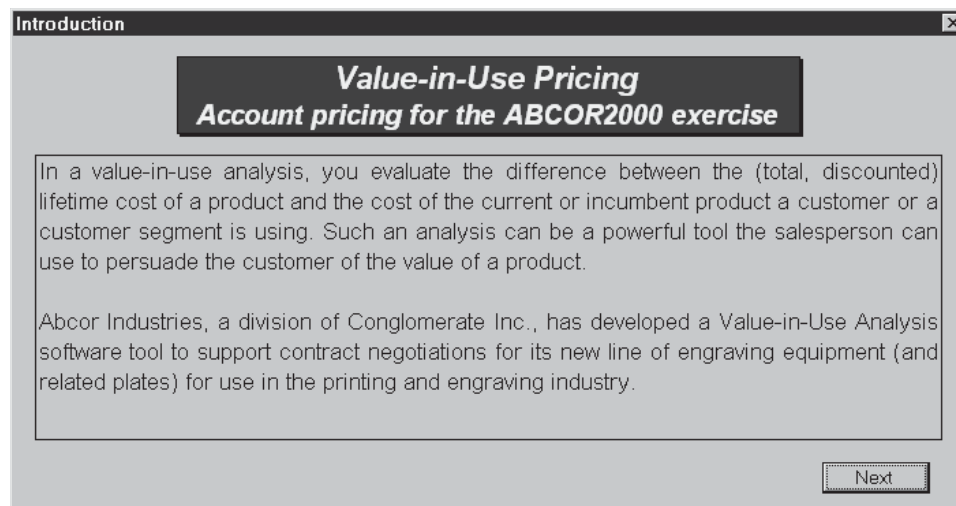 Introduction
Value-in-Use Pricing
Account pricing for the ABCOR2000 exercise
In a value-in-use analysis, you evaluate the difference between the (total, discounted)
lifetime cost of a product and the cost of the current or incumbent product a customer or a
customer segment is using. Such an analysis can be a powerful tool the salesperson can
use to persuade the customer of the value of a product.
Abcor Industries, a division of Conglomerate Inc., has developed a Value-in-Use Analysis
software tool to support contract negotiations for its new line of engraving equipment (and
related plates) for use in the printing and engraving industry.
Next